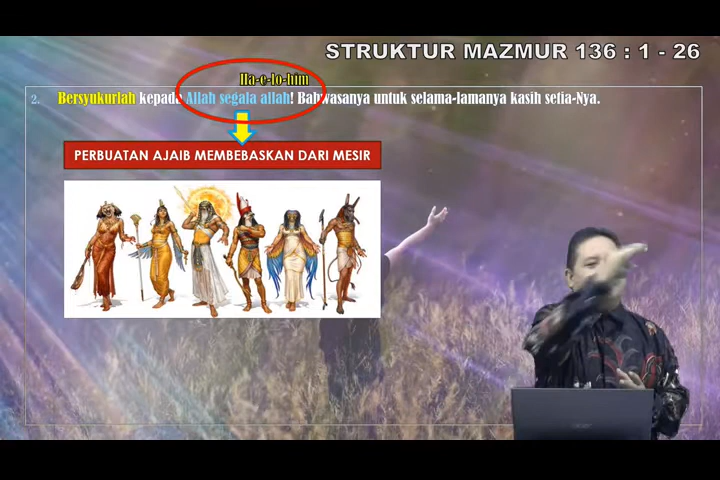 STRUKTUR MAZMUR 136 : 1 - 26
Ha-e-lo-him
2. Bersyukurlah kepada Allah segala allah! Bahwasanya untuk selama-lamanya kasih setia-Nya.
PERBUATAN AJAIB MEMBEBASKAN DARI MESIR